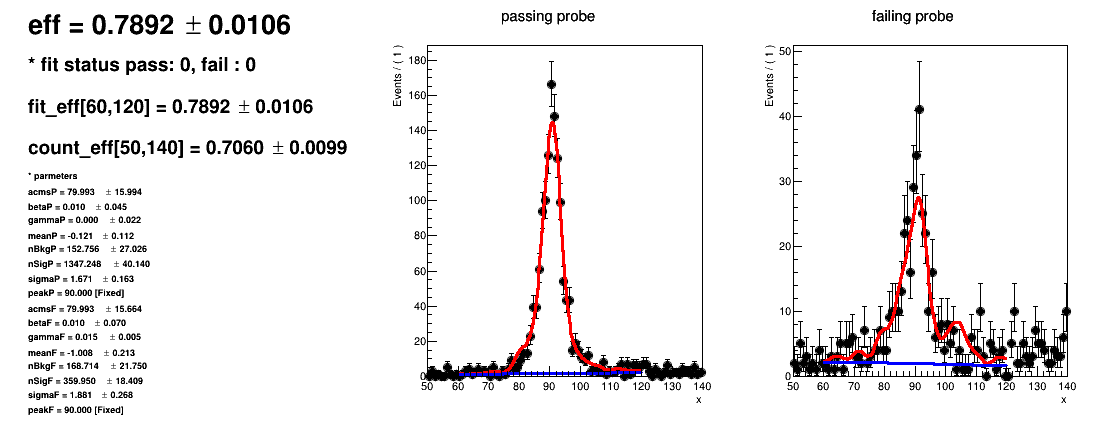 eff = 0.7892 ± 0.0106
* fit status pass: 0, fail : 0
fit_eff[60,120] = 0.7892 ± 0.0106
count_eff[50,140] = 0.7060 ± 0.0099
* parmeters
acmsP = 79.993 ± 15.994
betaP = 0.010 ± 0.045
gammaP = 0.000 ± 0.022
meanP = -0.121 ± 0.112
nBkgP = 152.756 ± 27.026
nSigP = 1347.248 ± 40.140
sigmaP = 1.671 ± 0.163
peakP = 90.000 [Fixed]
acmsF = 79.993 ± 15.664
betaF = 0.010 ± 0.070
gammaF = 0.015 ± 0.005
meanF = -1.008 ± 0.213
nBkgF = 168.714 ± 21.750
nSigF = 359.950 ± 18.409
sigmaF = 1.881 ± 0.268
peakF = 90.000 [Fixed]
passing probe
Events / ( 1 )
180
160
140
120
100
80
60
40
20
0
50 60 70 80 90 100 110 120 130 140
x
failing probe
Events / ( 1 )
50
40
30
20
10
0
50 60 70 80 90 100 110 120 130 140
x